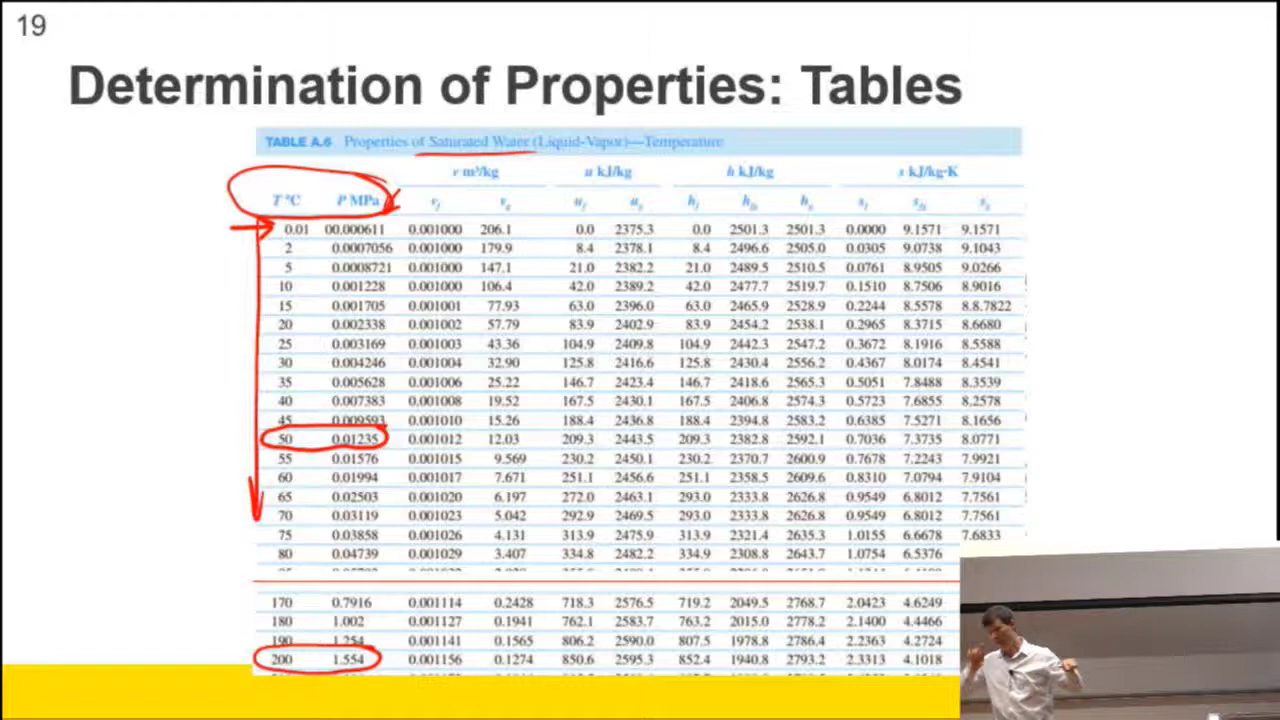 19
Determination of Properties: Tables
TABLE A.6 Properties of Saturated Water (Liquid-Vapor)—Temperature
v m³/kg u kJ/kg h kJ/kg s kJ/kg·K
T °C P MPa v_f v_g u_f u_g h_f h_fg h_g s_f s_fg s_g
0.01 00.000611 0.001000 206.1 0.0 2375.3 0.0 2501.3 2501.3 0.0000 9.1571 9.1571
2 0.0007056 0.001000 179.9 8.4 2378.1 8.4 2496.6 2505.0 0.0305 9.0738 9.1043
5 0.0008721 0.001000 147.1 21.0 2382.2 21.0 2489.5 2510.5 0.0761 8.9505 9.0266
10 0.001228 0.001000 106.4 42.0 2389.2 42.0 2477.7 2519.7 0.1510 8.7506 8.9016
15 0.001705 0.001001 77.93 63.0 2396.0 63.0 2465.9 2528.9 0.2244 8.5578 8.8.7822
20 0.002338 0.001002 57.79 83.9 2402.9 83.9 2454.2 2538.1 0.2965 8.3715 8.6680
25 0.003169 0.001003 43.36 104.9 2409.8 104.9 2442.3 2547.2 0.3672 8.1916 8.5588
30 0.004246 0.001004 32.90 125.8 2416.6 125.8 2430.4 2556.2 0.4367 8.0174 8.4541
35 0.005628 0.001006 25.22 146.7 2423.4 146.7 2418.6 2565.3 0.5051 7.8488 8.3539
40 0.007383 0.001008 19.52 167.5 2430.1 167.5 2406.8 2574.3 0.5723 7.6855 8.2578
45 0.009593 0.001010 15.26 188.4 2436.8 188.4 2394.8 2583.2 0.6385 7.5271 8.1656
50 0.01235 0.001012 12.03 209.3 2443.5 209.3 2382.8 2592.1 0.7036 7.3735 8.0771
55 0.01576 0.001015 9.569 230.2 2450.1 230.2 2370.7 2600.9 0.7678 7.2243 7.9921
60 0.01994 0.001017 7.671 251.1 2456.6 251.1 2358.5 2609.6 0.8310 7.0794 7.9104
65 0.02503 0.001020 6.197 272.0 2463.1 293.0 2333.8 2626.8 0.9549 6.8012 7.7561
70 0.03119 0.001023 5.042 292.9 2469.5 293.0 2333.8 2626.8 0.9549 6.8012 7.7561
75 0.03858 0.001026 4.131 313.9 2475.9 313.9 2321.4 2635.3 1.0155 6.6678 7.6833
80 0.04739 0.001029 3.407 334.8 2482.2 334.9 2308.8 2643.7 1.0754 6.5376
170 0.7916 0.001114 0.2428 718.3 2576.5 719.2 2049.5 2768.7 2.0423 4.6249
180 1.002 0.001127 0.1941 762.1 2583.7 763.2 2015.0 2778.2 2.1400 4.4466
190 1.254 0.001141 0.1565 806.2 2590.0 807.5 1978.8 2786.4 2.2363 4.2724
200 1.554 0.001156 0.1274 850.6 2595.3 852.4 1940.8 2793.2 2.3313 4.1018